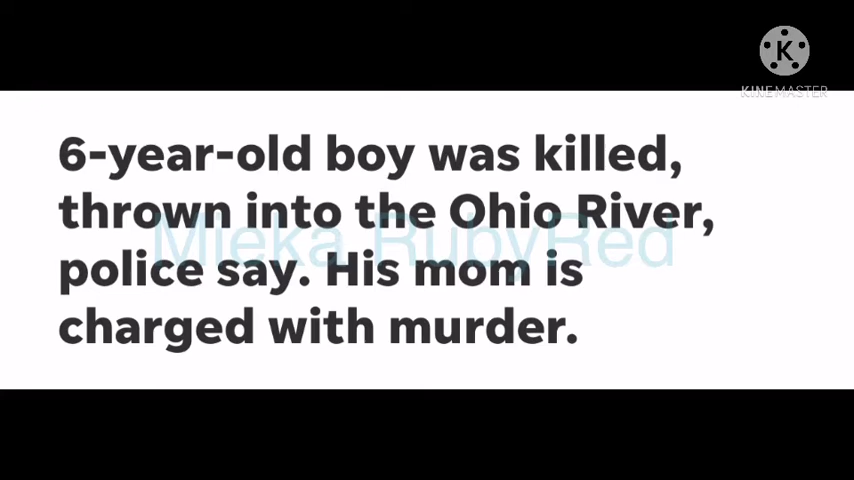 K
KINEMASTER
6-year-old boy was killed,
thrown into the Ohio River,
Mieka RubyRed
police say. His mom is
charged with murder.